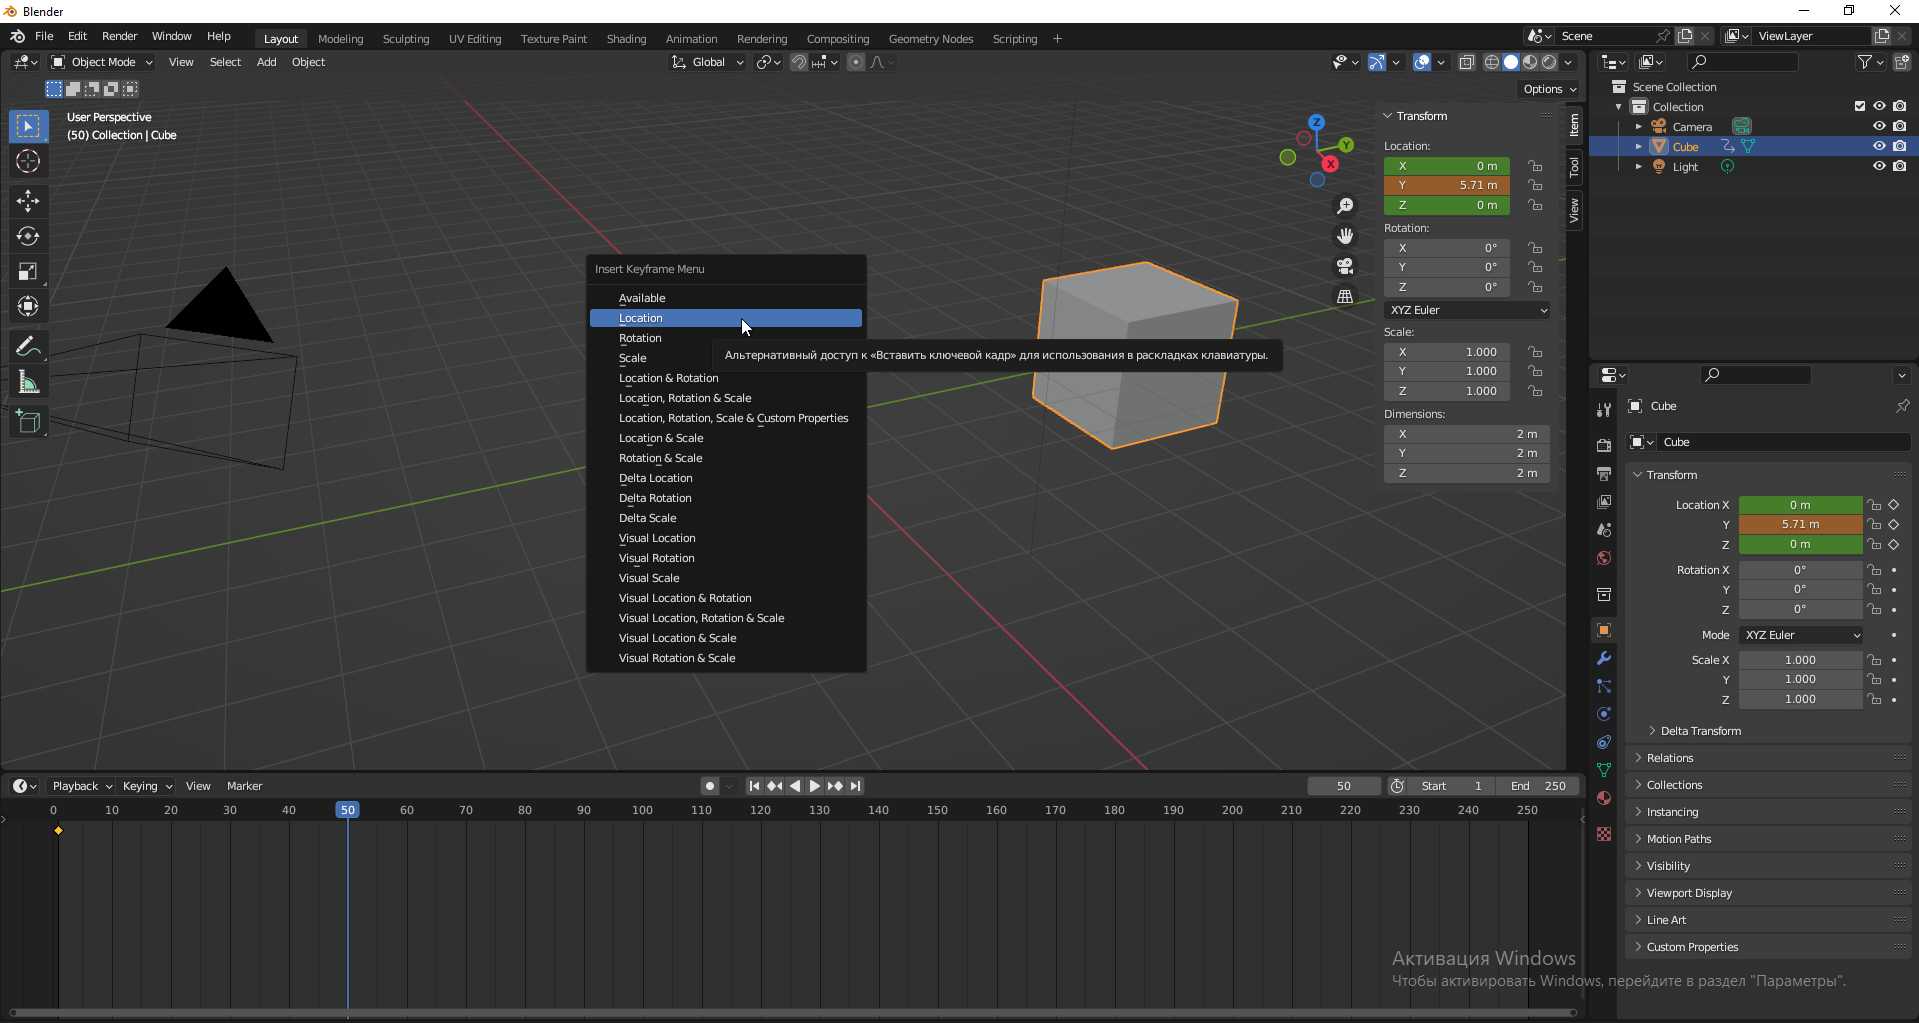 Blender
File Edit Render Window Help Layout Modeling Sculpting UV Editing Texture Paint Shading Animation Rendering Compositing Geometry Nodes Scripting + Scene ViewLayer
Object Mode View Select Add Object Global
Options
User Perspective
(50) Collection | Cube
Z
Y
X
Transform
Location:
X 0 m
Y 5.71 m
Z 0 m
Rotation:
X 0°
Y 0°
Z 0°
XYZ Euler
Scale:
X 1.000
Y 1.000
Z 1.000
Dimensions:
X 2 m
Y 2 m
Z 2 m
Item
Tool
View
Insert Keyframe Menu
Available
Location
Rotation
Scale
Location & Rotation
Location, Rotation & Scale
Location, Rotation, Scale & Custom Properties
Location & Scale
Rotation & Scale
Delta Location
Delta Rotation
Delta Scale
Visual Location
Visual Rotation
Visual Scale
Visual Location & Rotation
Visual Location, Rotation & Scale
Visual Location & Scale
Visual Rotation & Scale
Альтернативный доступ к «Вставить ключевой кадр» для использования в раскладках клавиатуры.
Scene Collection
Collection
Camera
Cube
Light
Cube
Cube
Transform
Location X 0 m
Y 5.71 m
Z 0 m
Rotation X 0°
Y 0°
Z 0°
Mode XYZ Euler
Scale X 1.000
Y 1.000
Z 1.000
Delta Transform
Relations
Collections
Instancing
Motion Paths
Visibility
Viewport Display
Line Art
Custom Properties
Playback Keying View Marker 50 Start 1 End 250
0 10 20 30 40 50 60 70 80 90 100 110 120 130 140 150 160 170 180 190 200 210 220 230 240 250
Активация Windows
Чтобы активировать Windows, перейдите в раздел "Параметры".